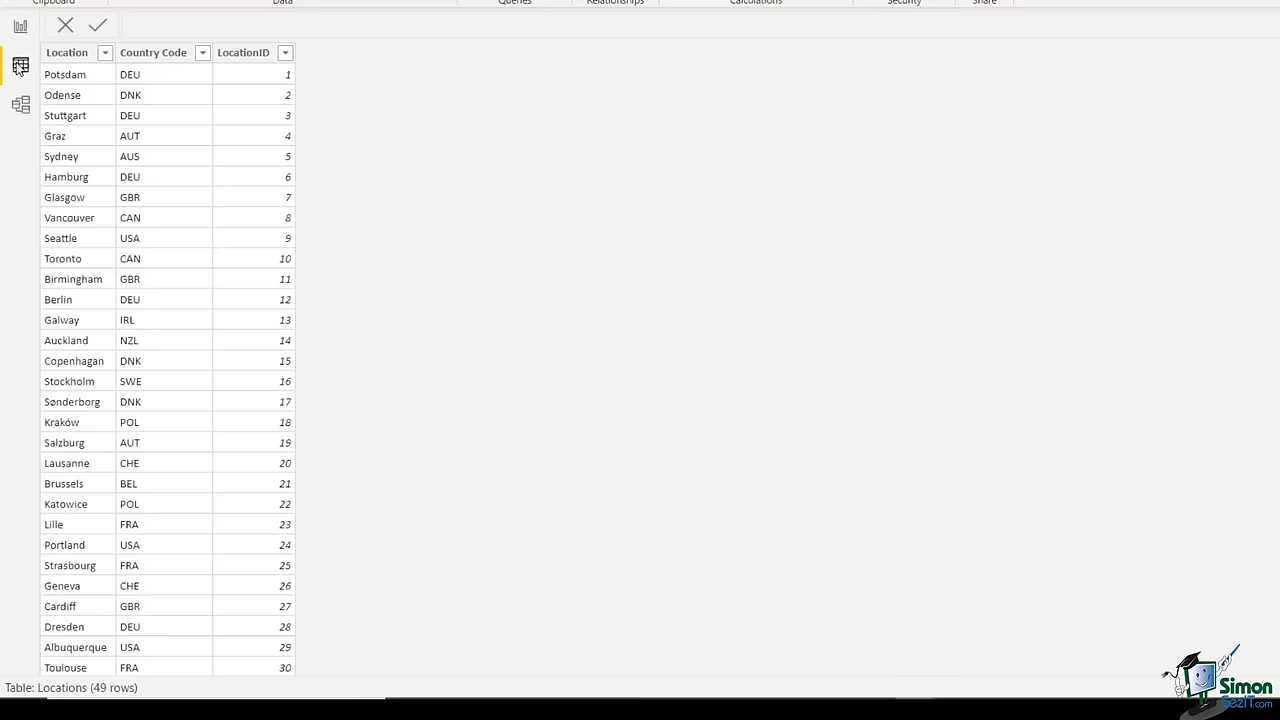 Clipboard Data Queries Relationships Calculations Security Share
Location Country Code LocationID
Potsdam DEU 1
Odense DNK 2
Stuttgart DEU 3
Graz AUT 4
Sydney AUS 5
Hamburg DEU 6
Glasgow GBR 7
Vancouver CAN 8
Seattle USA 9
Toronto CAN 10
Birmingham GBR 11
Berlin DEU 12
Galway IRL 13
Auckland NZL 14
Copenhagan DNK 15
Stockholm SWE 16
Sønderborg DNK 17
Kraków POL 18
Salzburg AUT 19
Lausanne CHE 20
Brussels BEL 21
Katowice POL 22
Lille FRA 23
Portland USA 24
Strasbourg FRA 25
Geneva CHE 26
Cardiff GBR 27
Dresden DEU 28
Albuquerque USA 29
Toulouse FRA 30
Table: Locations (49 rows)
Simon
SezIT.com